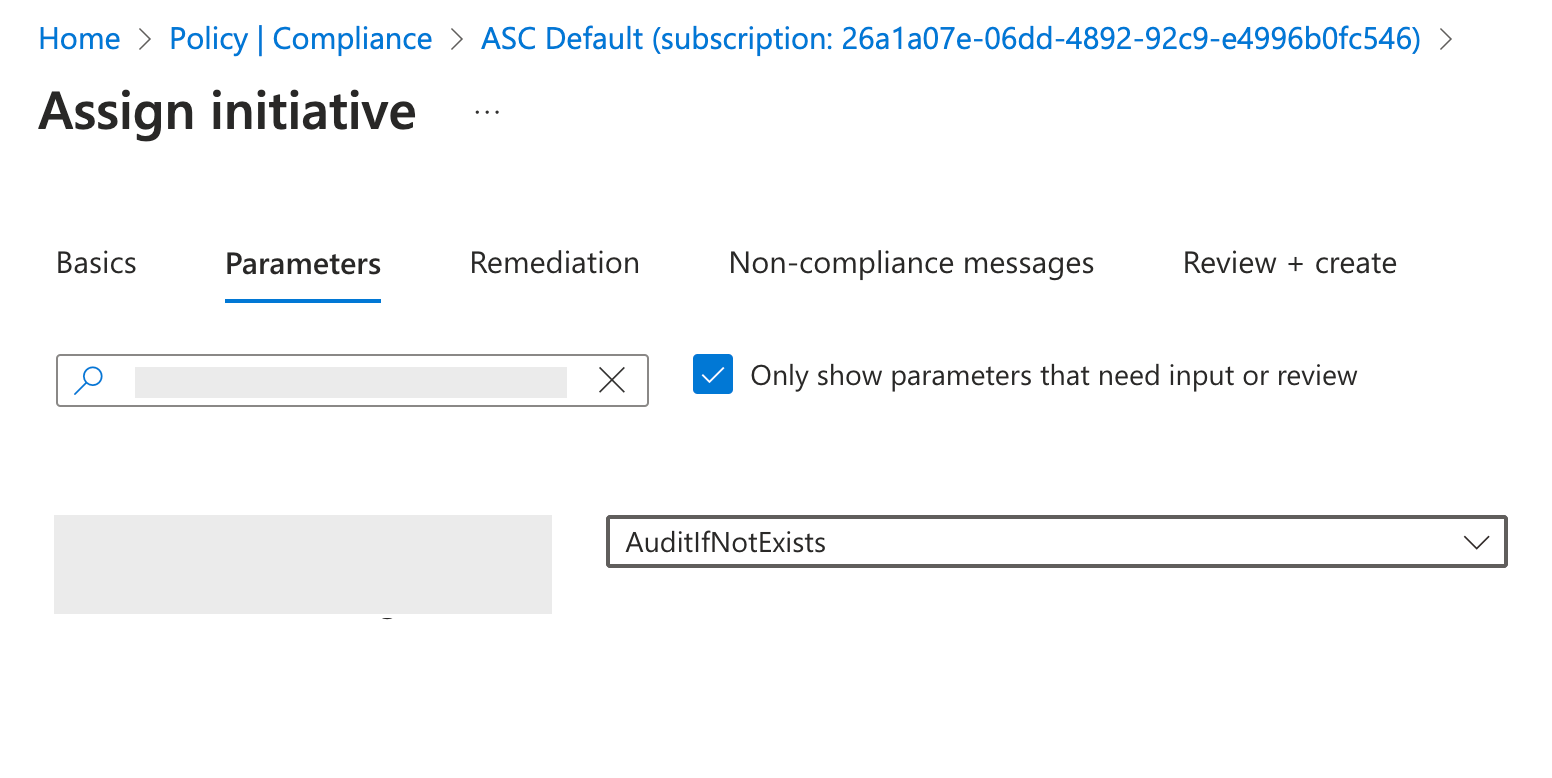 Home > Policy | Compliance > ASC Default (subscription: 26a1a07e-06dd-4892-92c9-e4996b0fc546) >
Assign initiative ...
Basics Parameters Remediation Non-compliance messages Review + create
Only show parameters that need input or review
AuditIfNotExists